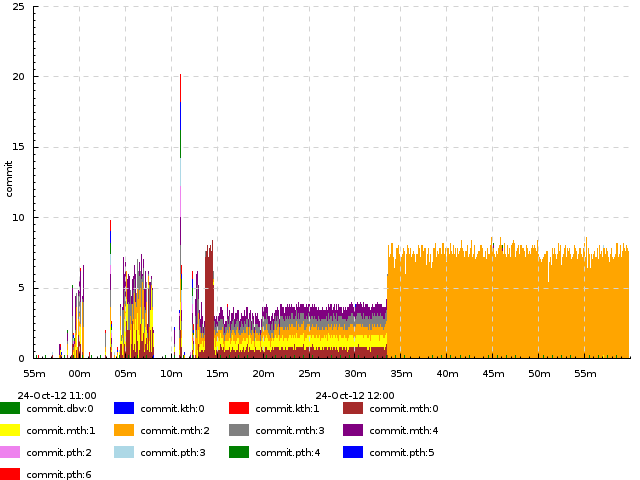 25
20
15
10
5
0
commit
55m 00m 05m 10m 15m 20m 25m 30m 35m 40m 45m 50m 55m
24-Oct-12 11:00 24-Oct-12 12:00
commit.dbv:0 commit.kth:0 commit.kth:1 commit.mth:0
commit.mth:1 commit.mth:2 commit.mth:3 commit.mth:4
commit.pth:2 commit.pth:3 commit.pth:4 commit.pth:5
commit.pth:6